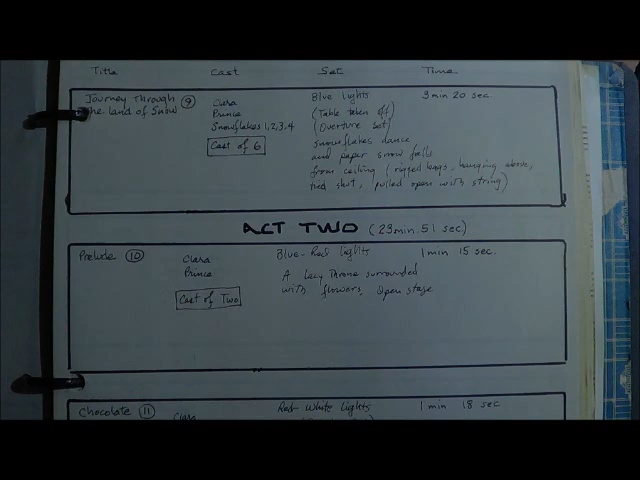 Title Cast Set Time
Journey Through 9 Clara Blue lights 3 min 20 sec
The land of Snow Prince (Table taken off)
Snowflakes 1, 2, 3, 4 (Overture set)
Cast of 6 Snowflakes dance
and paper snow falls
from ceiling (rigged bags, hanging above,
tied shut, pulled open with string)
ACT TWO (23 min. 51 sec)
Prelude 10 Clara Blue-Red lights 1 min 15 sec.
Prince A lacy Throne surrounded
Cast of Two with flowers. Open stage
Chocolate 11 Clara Red-White lights 1 min 18 sec